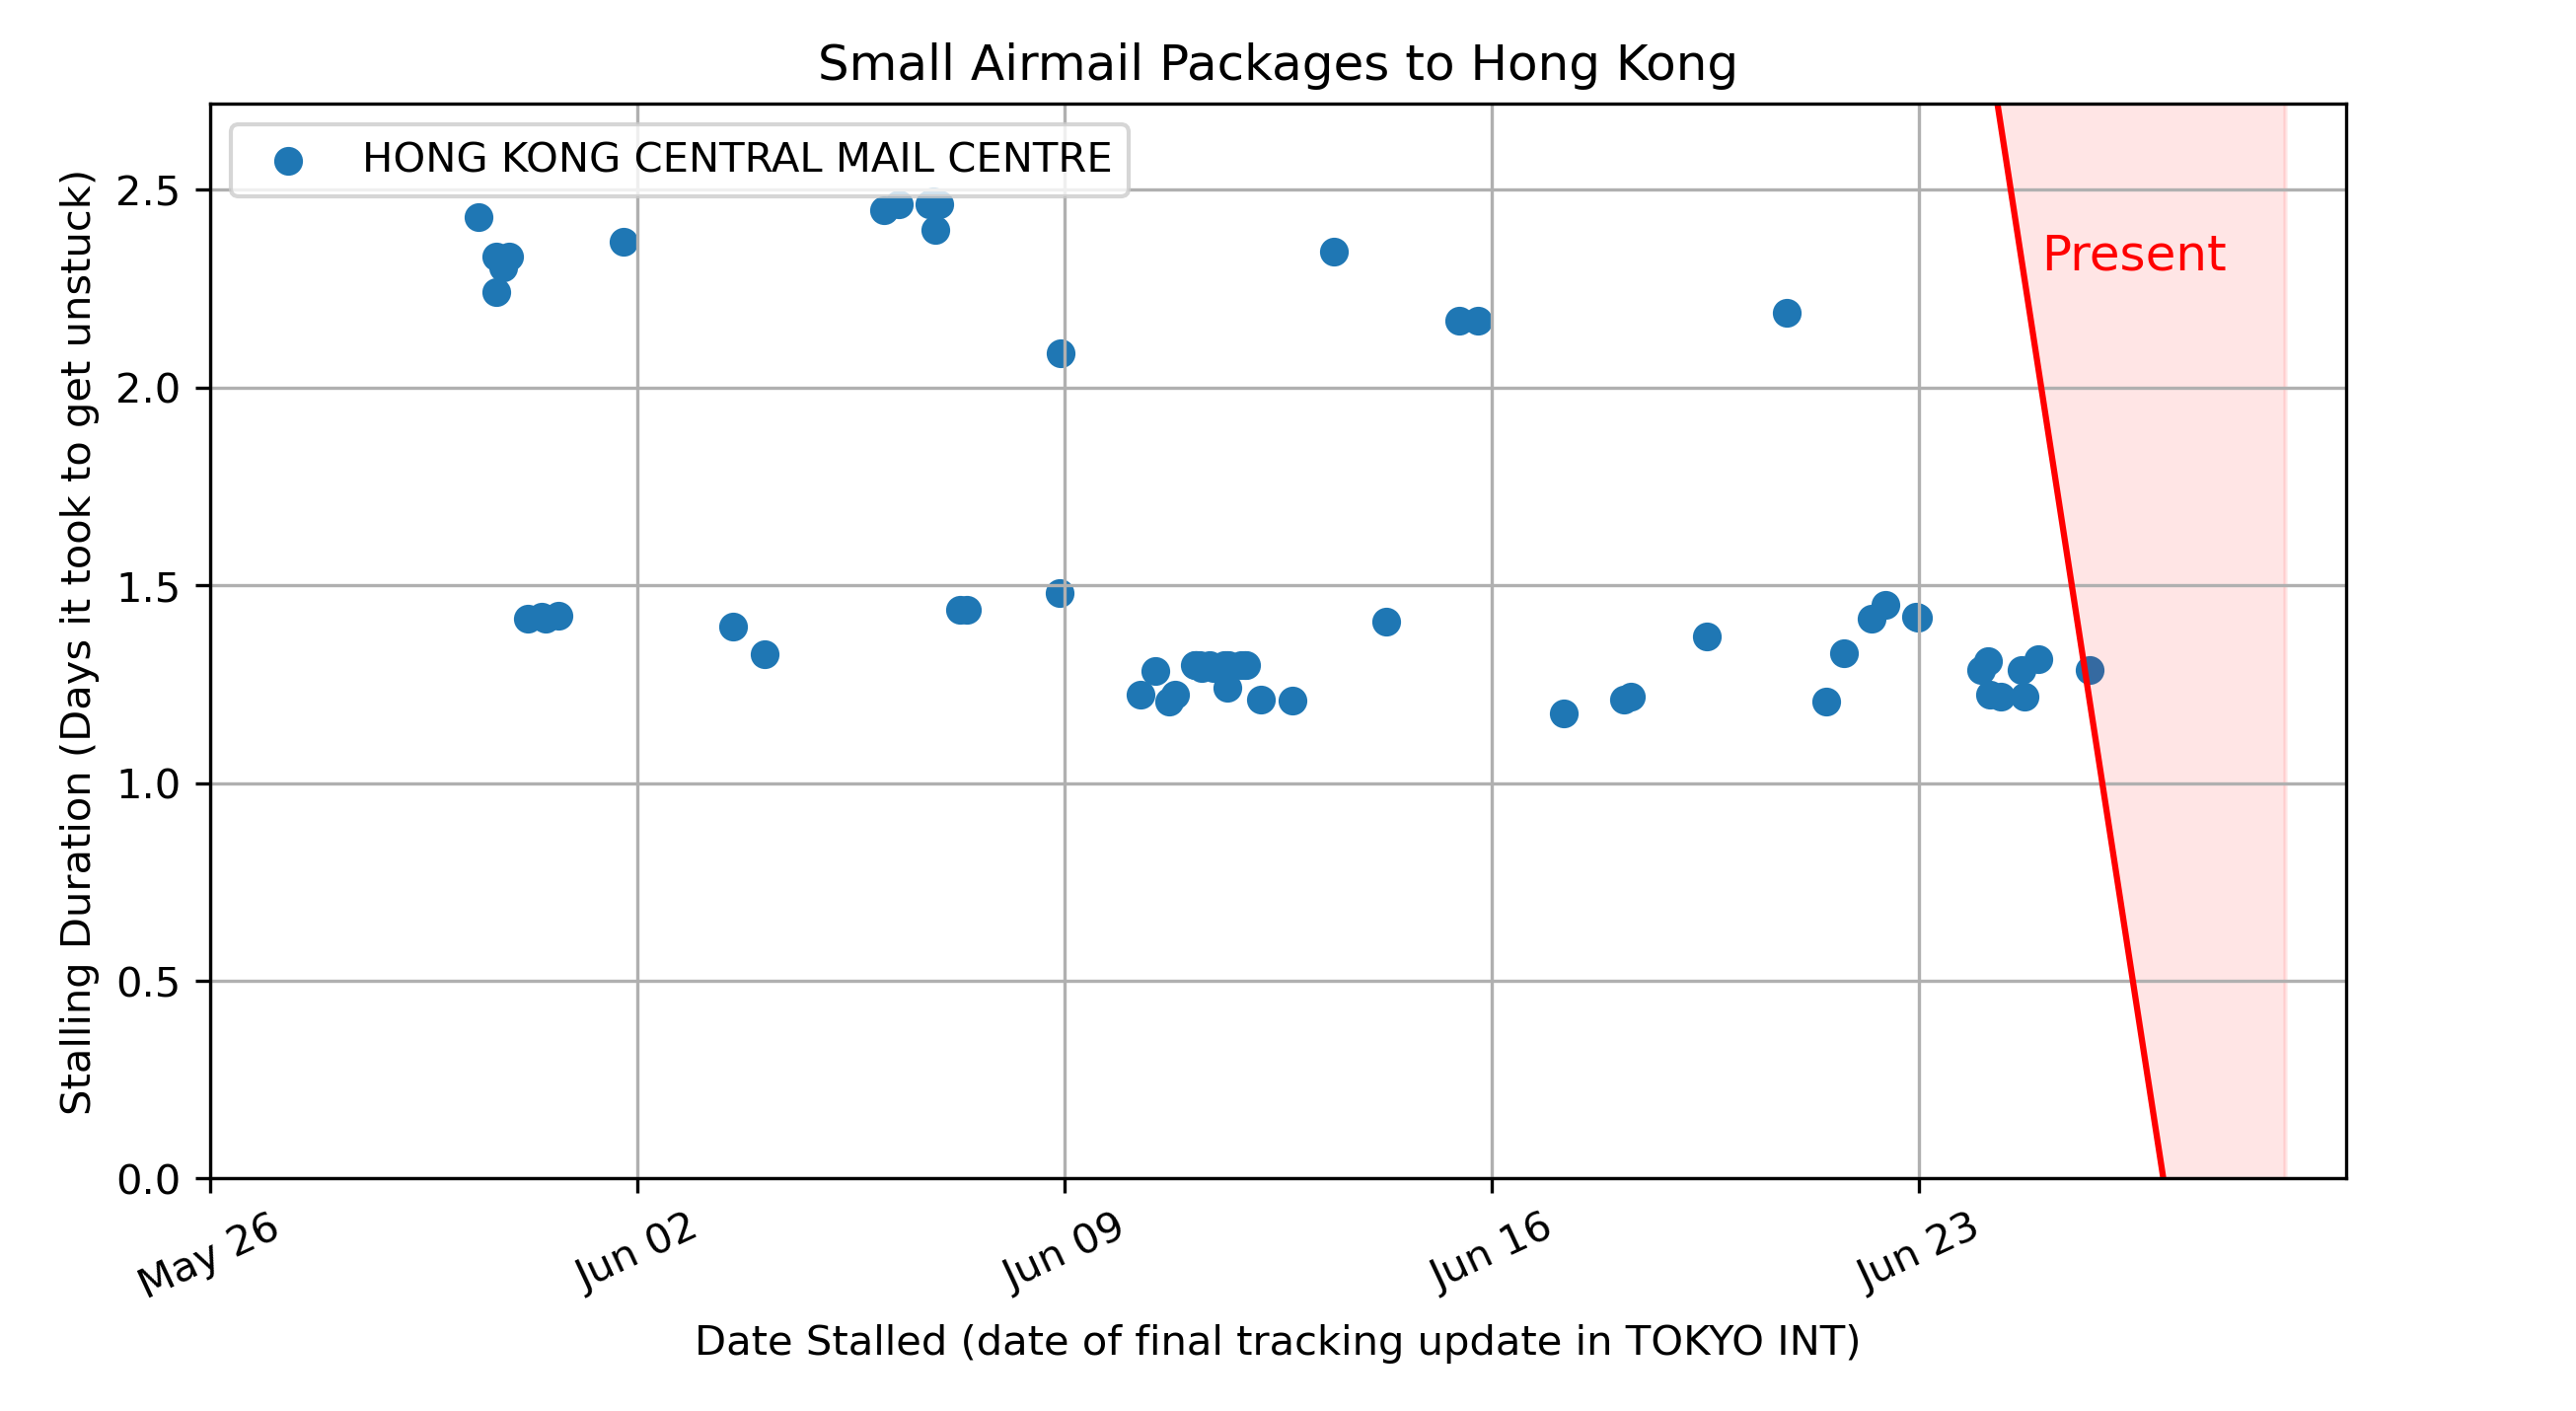 Small Airmail Packages to Hong Kong
HONG KONG CENTRAL MAIL CENTRE
Present
Stalling Duration (Days it took to get unstuck)
2.5
2.0
1.5
1.0
0.5
0.0
May 26
Jun 02
Jun 09
Jun 16
Jun 23
Date Stalled (date of final tracking update in TOKYO INT)